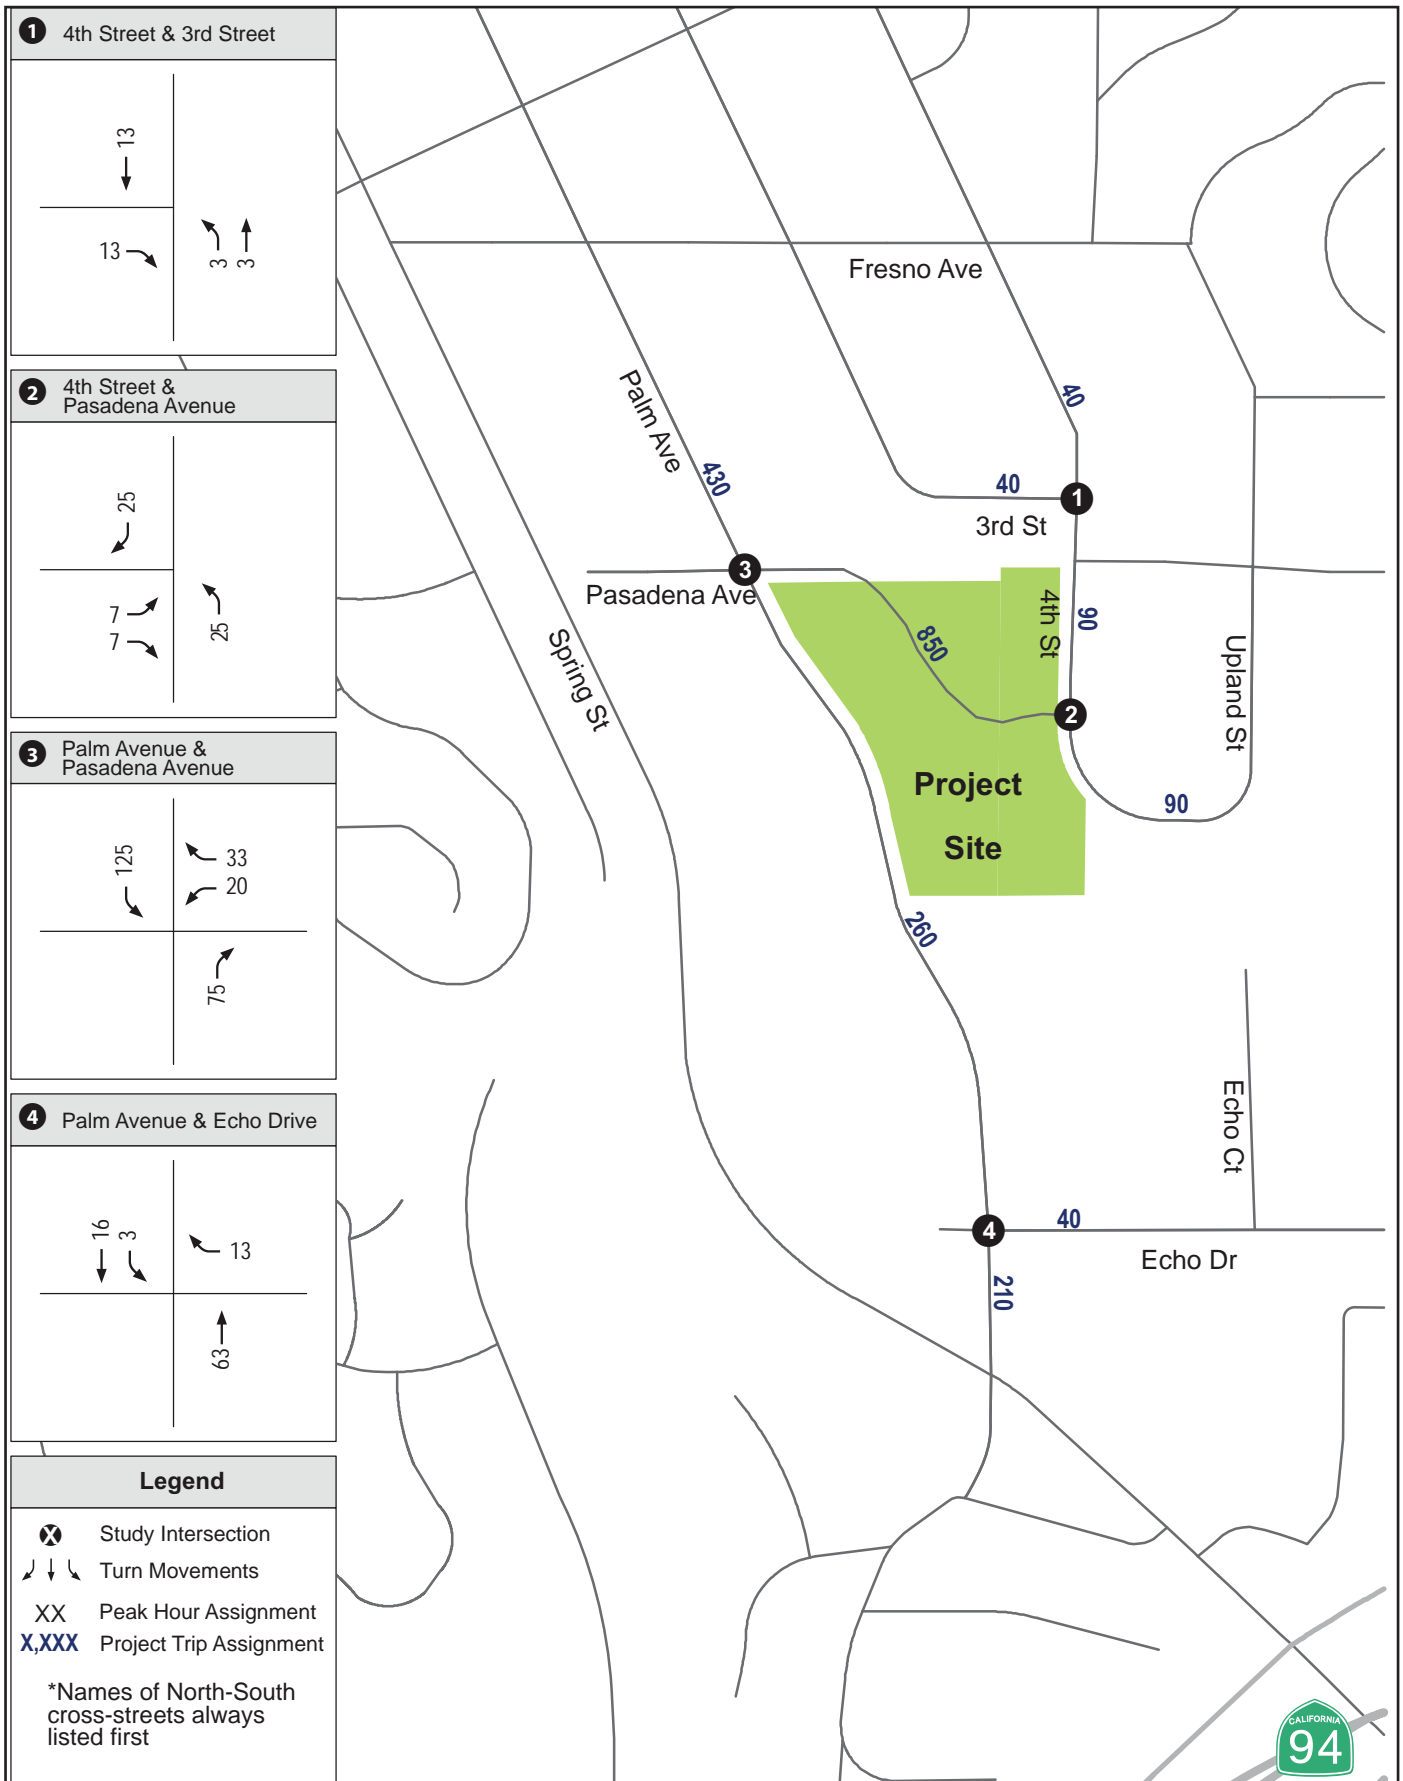 1 4th Street & 3rd Street
13
13
3
3
2 4th Street &
Pasadena Avenue
25
7
7
25
3 Palm Avenue &
Pasadena Avenue
125
33
20
75
4 Palm Avenue & Echo Drive
16
3
13
63
Legend
X Study Intersection
Turn Movements
XX Peak Hour Assignment
X,XXX Project Trip Assignment
*Names of North-South
cross-streets always
listed first
Fresno Ave
Palm Ave
430
40
40
1
3rd St
3
Pasadena Ave
4th St
90
850
Spring St
Upland St
2
Project
Site
90
260
Echo Ct
4
40
Echo Dr
210
CALIFORNIA
94